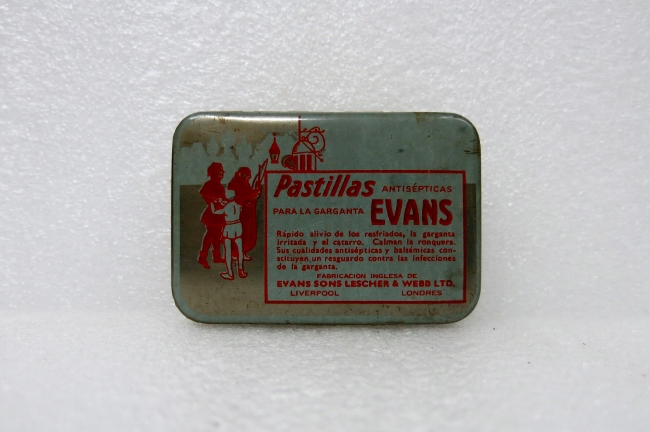 Pastillas ANTISÉPTICAS
PARA LA GARGANTA EVANS
Rápido alivio de los resfriados, la garganta
irritada y el catarro. Calman la ronquera.
Sus cualidades antisépticas y balsámicas con-
stituyen un resguardo contra las infecciones
de la garganta.
FABRICACIÓN INGLESA DE
EVANS SONS LESCHER & WEBB LTD.
LIVERPOOL LONDRES